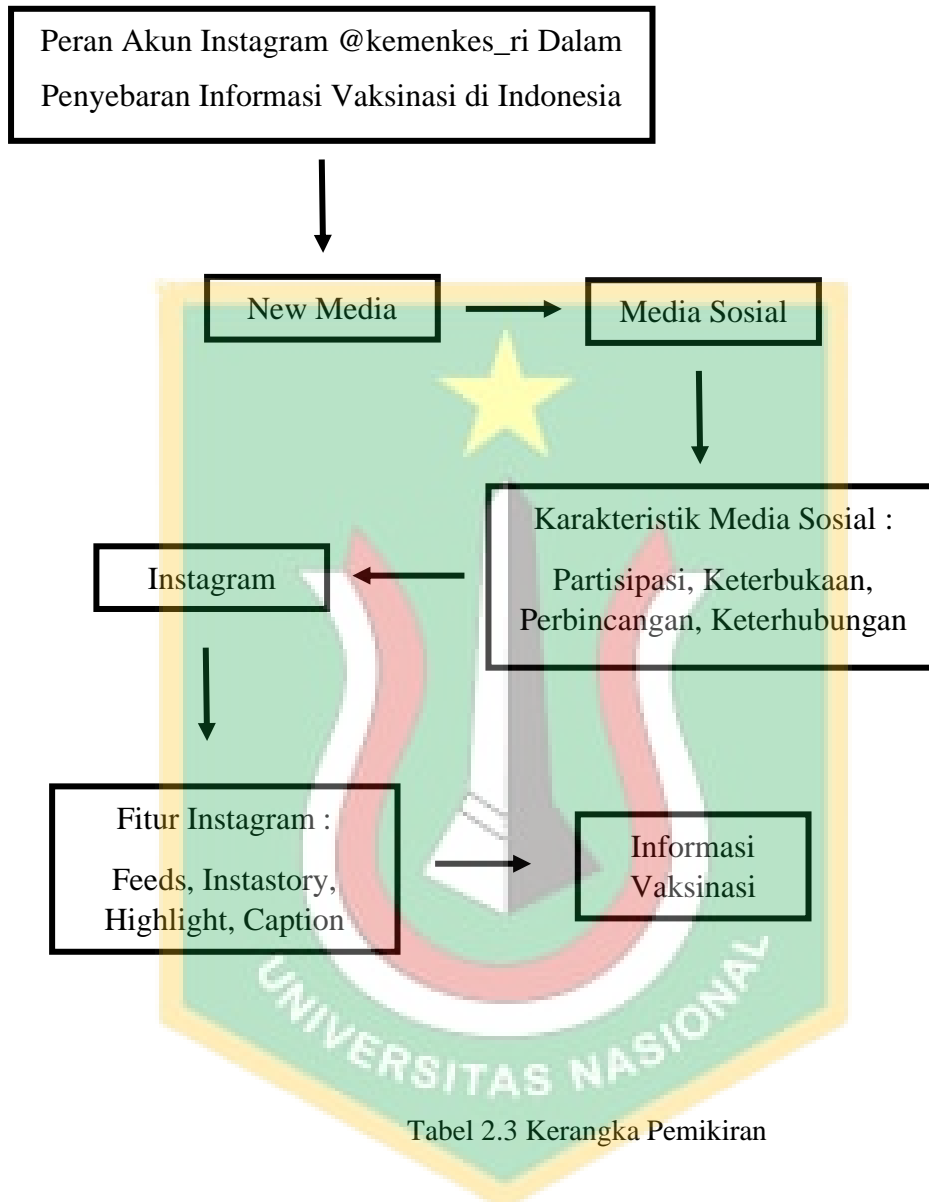 Peran Akun Instagram @kemenkes_ri Dalam
Penyebaran Informasi Vaksinasi di Indonesia
New Media
Media Sosial
Karakteristik Media Sosial :
Partisipasi, Keterbukaan,
Perbincangan, Keterhubungan
Instagram
Fitur Instagram :
Feeds, Instastory,
Highlight, Caption
Informasi
Vaksinasi
UNIVERSITAS NASIONAL
Tabel 2.3 Kerangka Pemikiran